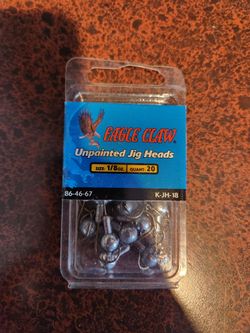 EAGLE CLAW
Unpainted Jig Heads
SIZE: 1/8oz. QUANT: 20
86-46-67 K-JH-18